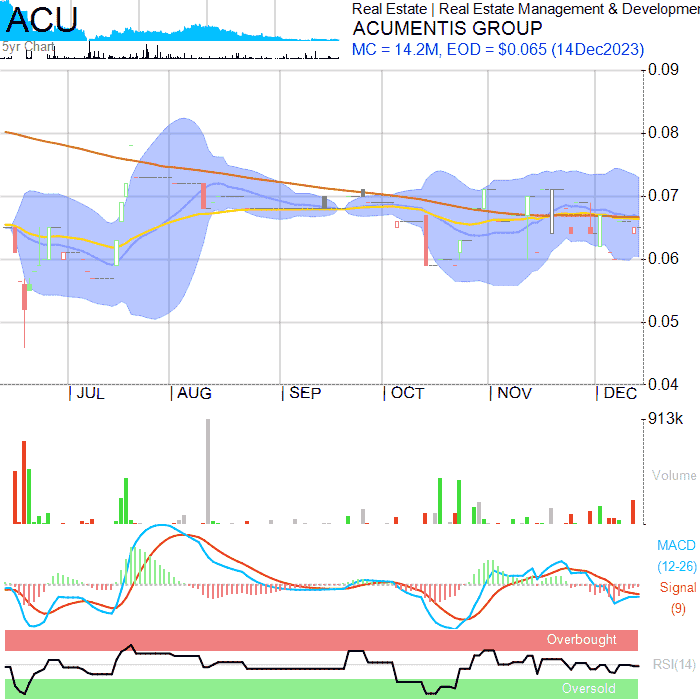 ACU
5yr Chart
Real Estate | Real Estate Management & Developmen
ACUMENTIS GROUP
MC = 14.2M, EOD = $0.065 (14Dec2023)
0.09
0.08
0.07
0.06
0.05
0.04
| JUL | AUG | SEP | OCT | NOV | DEC
913k
Volume
MACD
(12-26)
Signal
(9)
Overbought
RSI(14)
Oversold